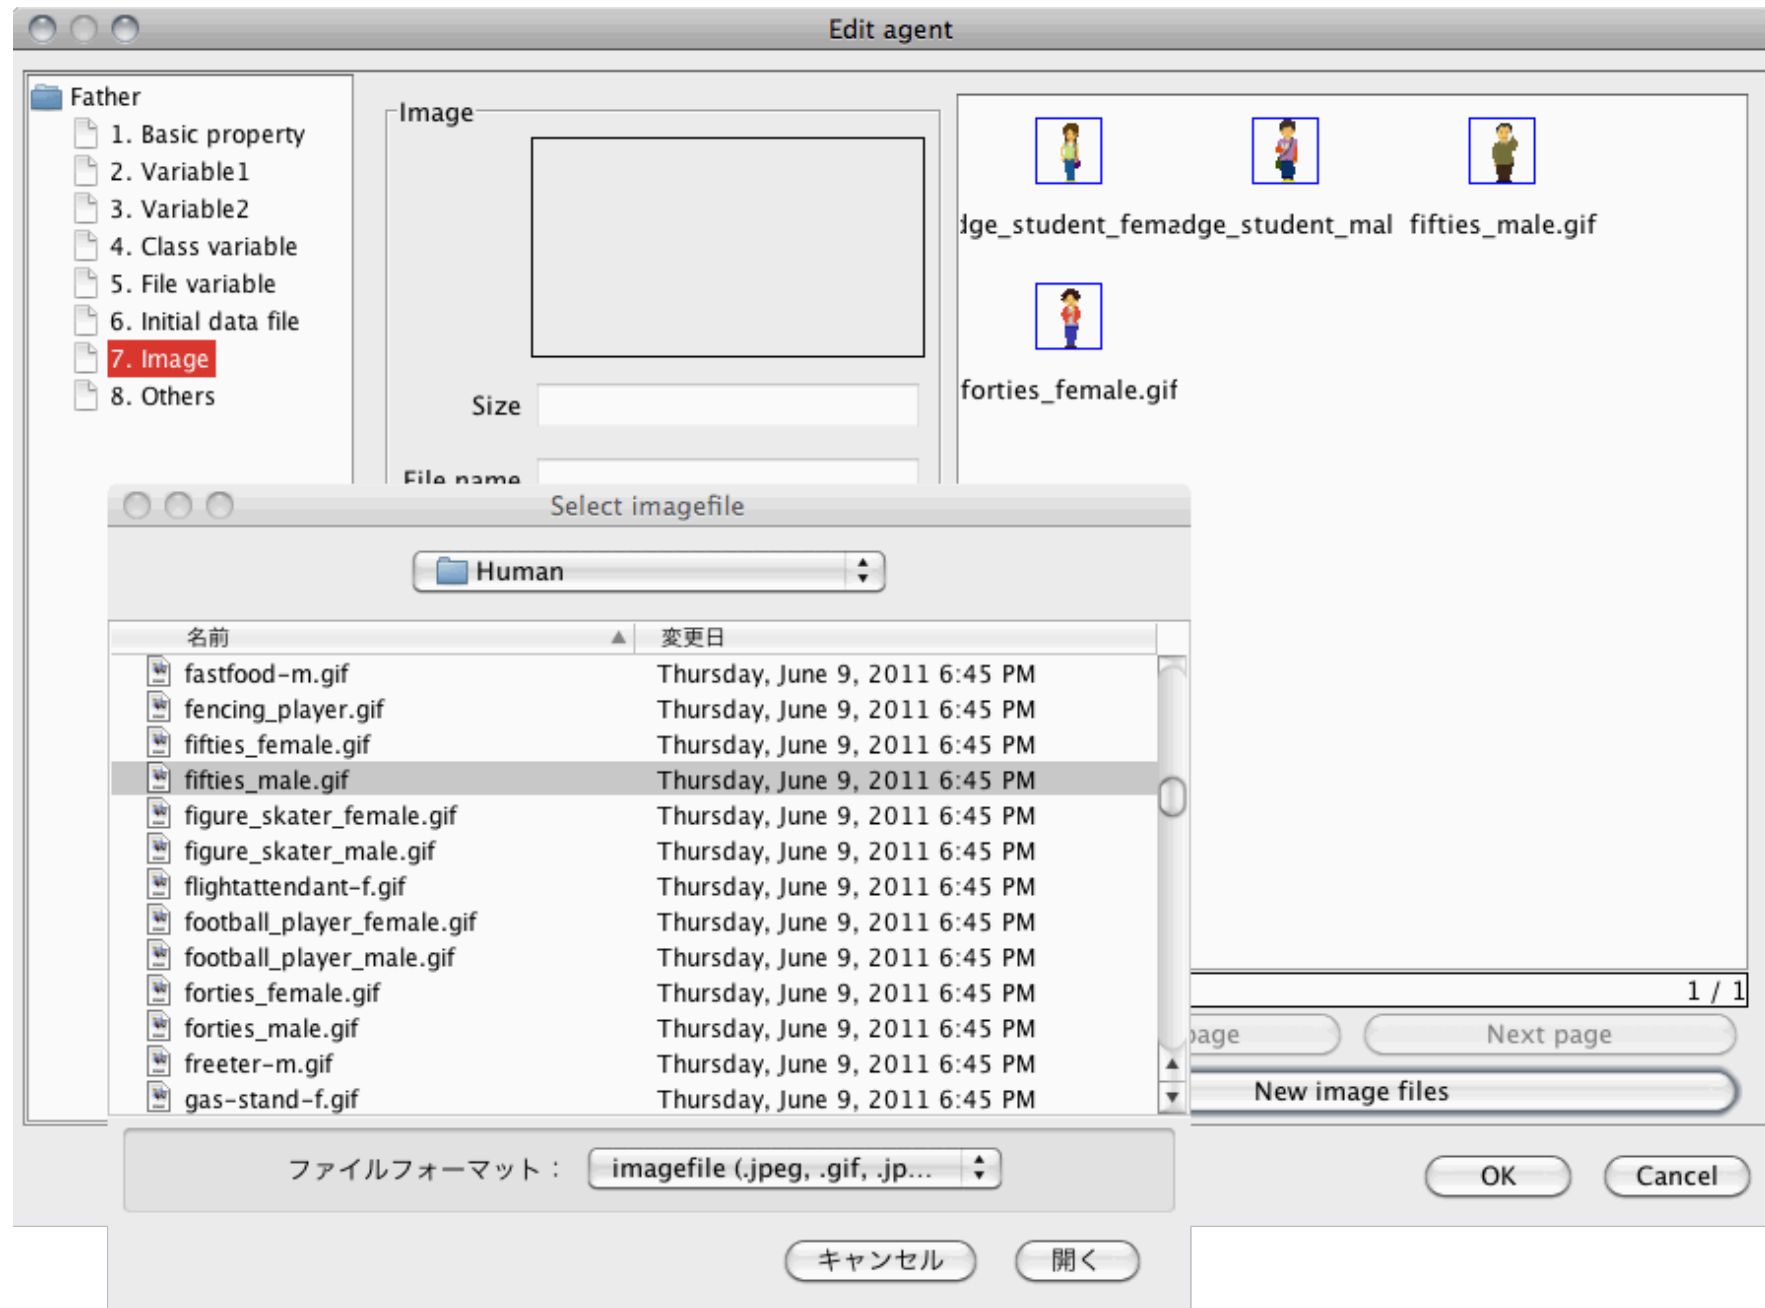 Edit agent
Father
1. Basic property
2. Variable1
3. Variable2
4. Class variable
5. File variable
6. Initial data file
7. Image
8. Others
Image
Size
File name
dge_student_fem
adge_student_mal
fifties_male.gif
forties_female.gif
Select imagefile
Human
名前 変更日
fastfood-m.gif Thursday, June 9, 2011 6:45 PM
fencing_player.gif Thursday, June 9, 2011 6:45 PM
fifties_female.gif Thursday, June 9, 2011 6:45 PM
fifties_male.gif Thursday, June 9, 2011 6:45 PM
figure_skater_female.gif Thursday, June 9, 2011 6:45 PM
figure_skater_male.gif Thursday, June 9, 2011 6:45 PM
flightattendant-f.gif Thursday, June 9, 2011 6:45 PM
football_player_female.gif Thursday, June 9, 2011 6:45 PM
football_player_male.gif Thursday, June 9, 2011 6:45 PM
forties_female.gif Thursday, June 9, 2011 6:45 PM
forties_male.gif Thursday, June 9, 2011 6:45 PM
freeter-m.gif Thursday, June 9, 2011 6:45 PM
gas-stand-f.gif Thursday, June 9, 2011 6:45 PM
ファイルフォーマット： imagefile (.jpeg, .gif, .jp...
キャンセル 開く
1 / 1
page Next page
New image files
OK Cancel